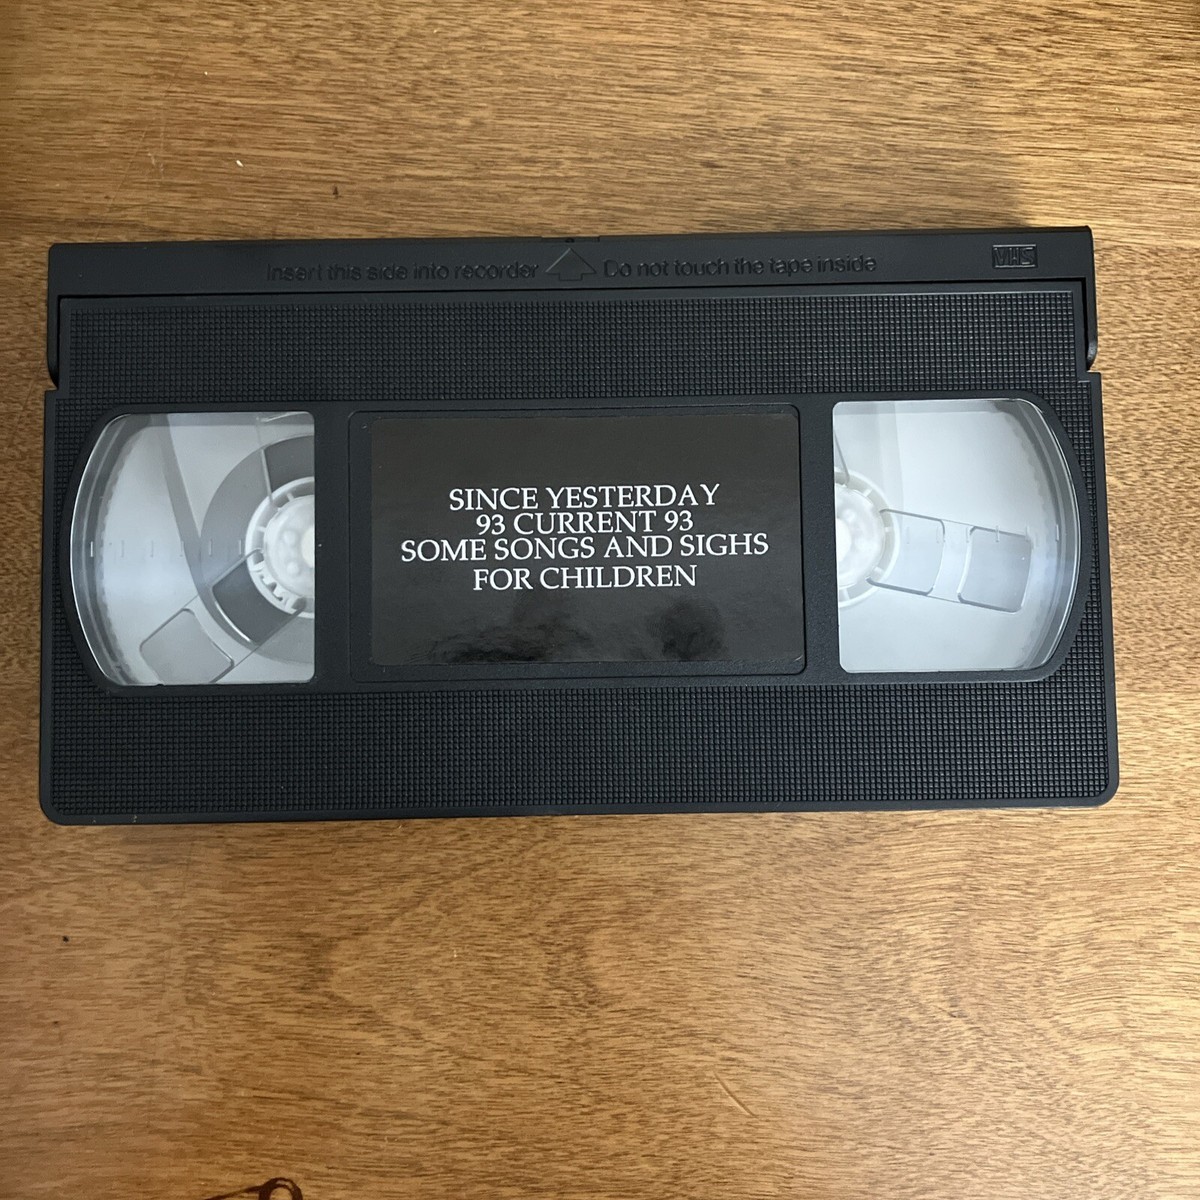 Insert this side into recorder Do not touch the tape inside VHS
SINCE YESTERDAY
93 CURRENT 93
SOME SONGS AND SIGHS
FOR CHILDREN